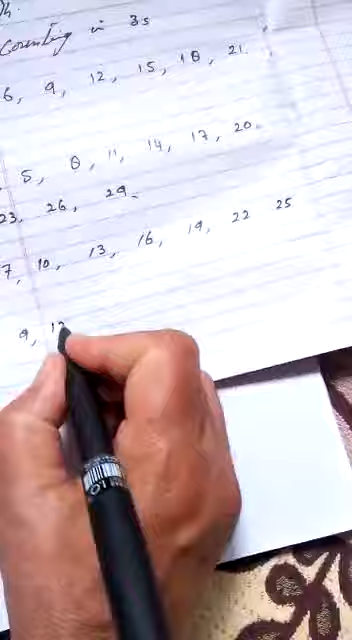 Counting in 3s
6, 9, 12, 15, 18, 21.
5, 8, 11, 14, 17, 20.
23, 26, 29.
7, 10, 13, 16, 19, 22 25
9, 12